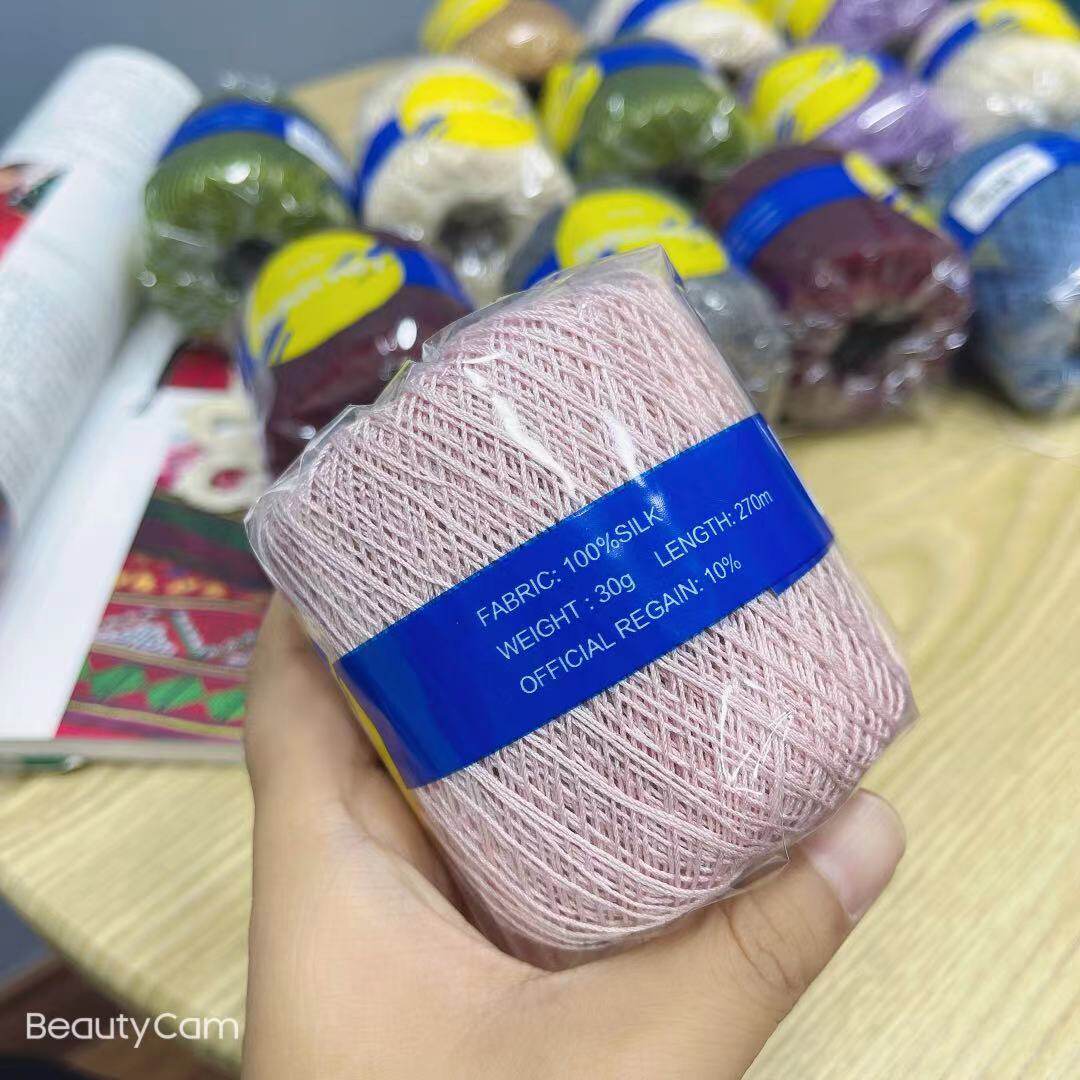 FABRIC: 100%SILK
WEIGHT : 30g LENGTH: 270m
OFFICIAL REGAIN: 10%
BeautyCam